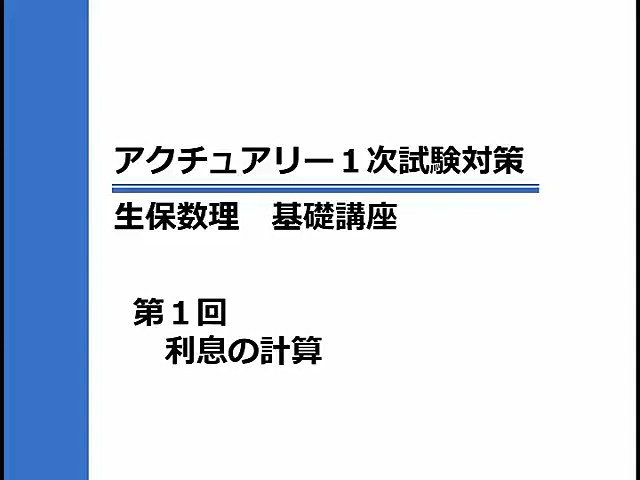 アクチュアリー１次試験対策
生保数理　基礎講座
第１回
利息の計算